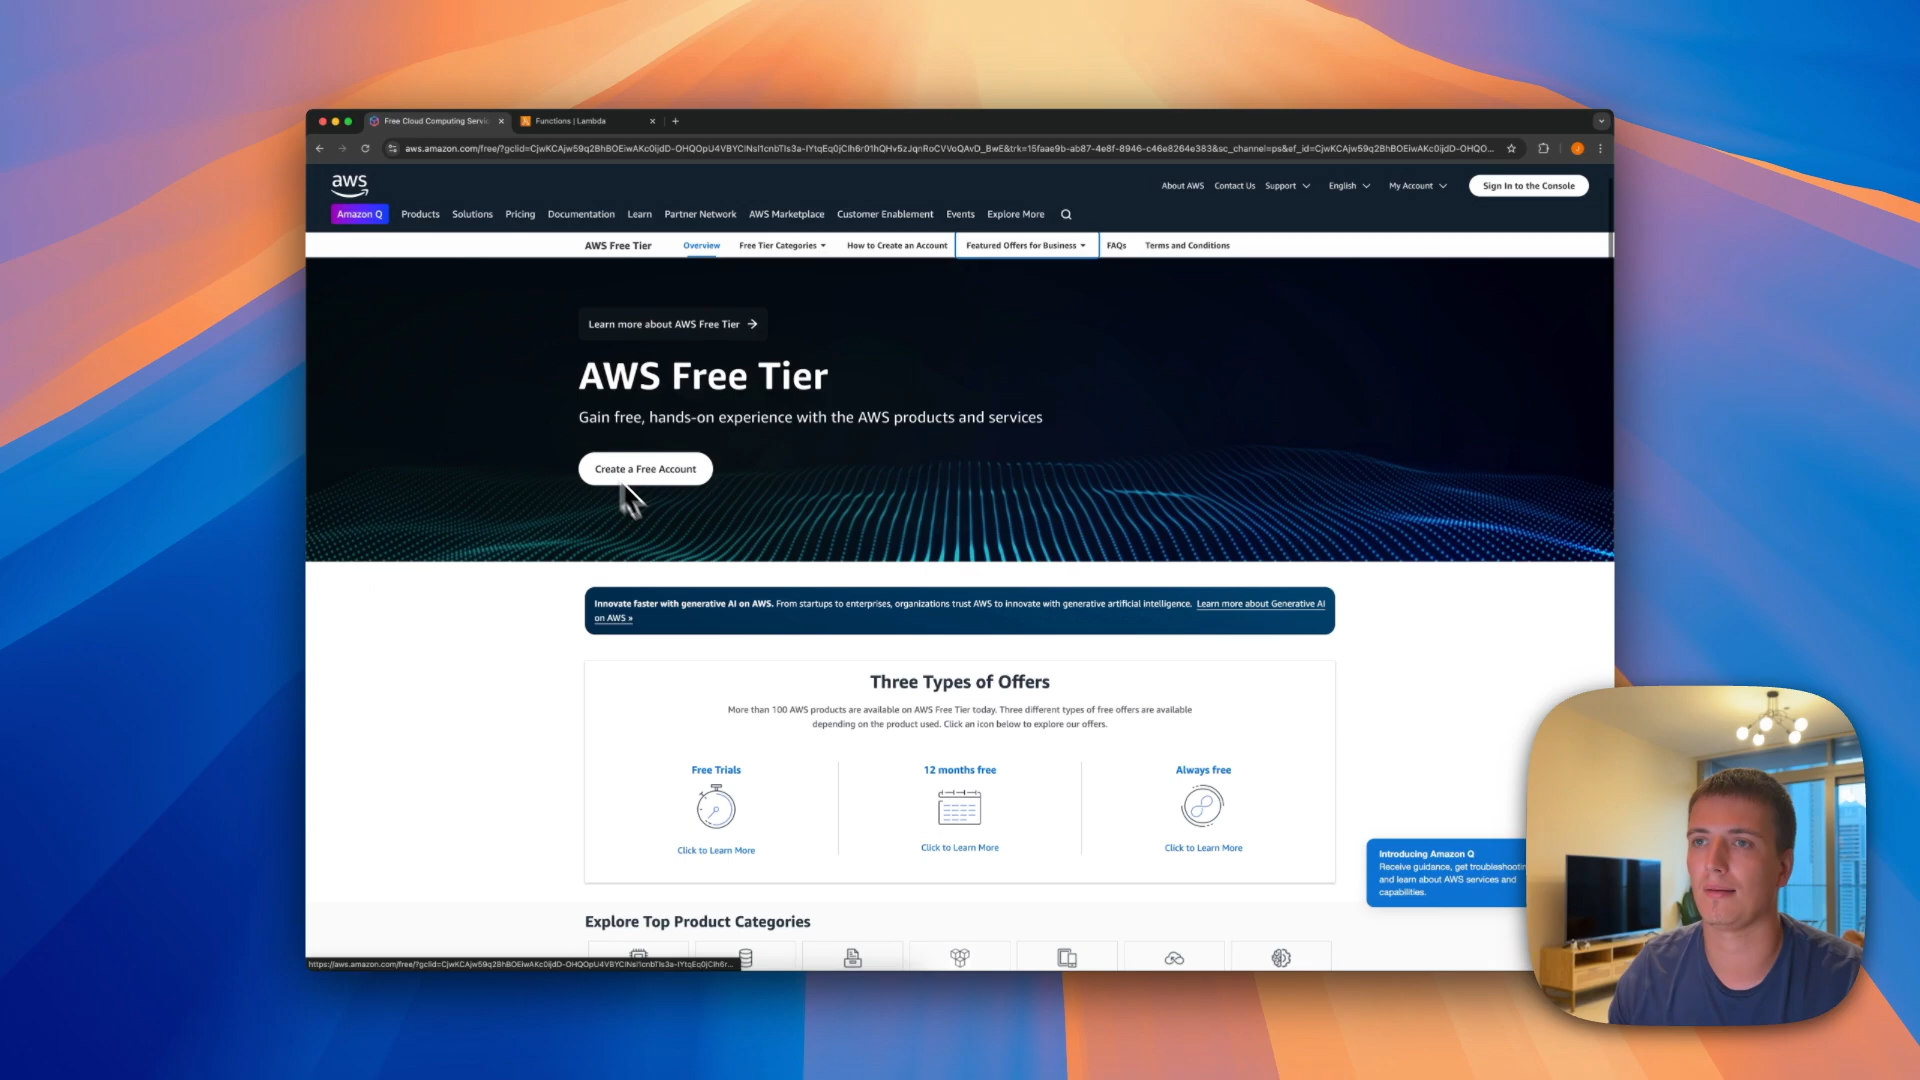 Free Cloud Computing Servic
Functions | Lambda
aws
About AWS Contact Us Support English My Account Sign In to the Console
Amazon Q Products Solutions Pricing Documentation Learn Partner Network AWS Marketplace Customer Enablement Events Explore More
AWS Free Tier Overview Free Tier Categories How to Create an Account Featured Offers for Business FAQs Terms and Conditions
Learn more about AWS Free Tier →
AWS Free Tier
Gain free, hands-on experience with the AWS products and services
Create a Free Account
Innovate faster with generative AI on AWS. From startups to enterprises, organizations trust AWS to innovate with generative artificial intelligence. Learn more about Generative AI
on AWS »
Three Types of Offers
More than 100 AWS products are available on AWS Free Tier today. Three different types of free offers are available
depending on the product used. Click an icon below to explore our offers.
Free Trials 12 months free Always free
Click to Learn More Click to Learn More Click to Learn More
Introducing Amazon Q
Receive guidance, get troubleshootin
and learn about AWS services and
capabilities.
Explore Top Product Categories